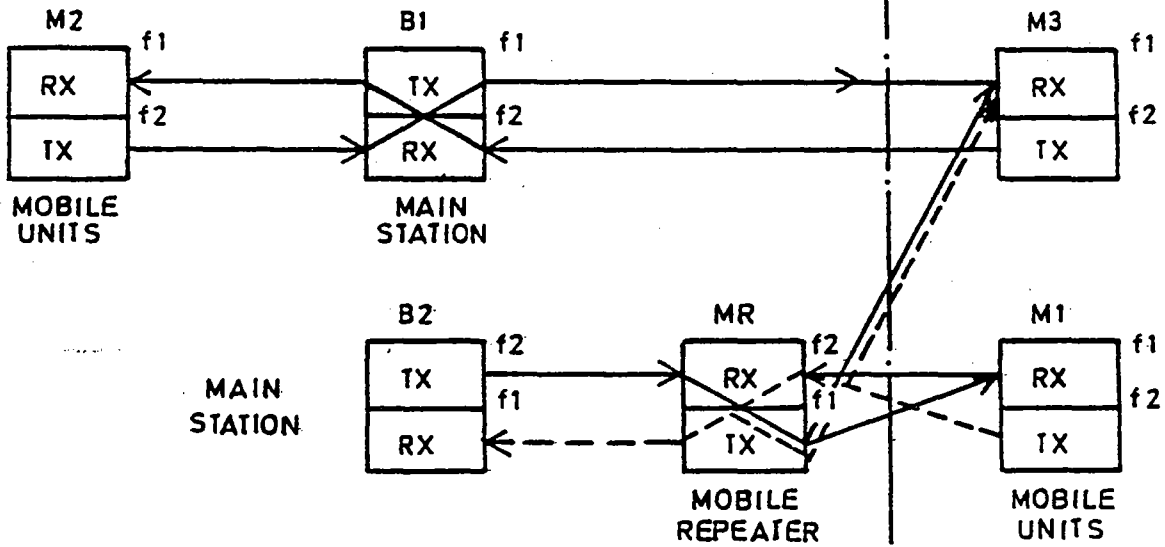 M2
B1
M3
f1
f1
f1
RX
TX
RX
f2
f2
f2
TX
RX
TX
MOBILE
UNITS
MAIN
STATION
B2
MR
M1
f2
f2
f1
TX
RX
RX
MAIN
STATION
f1
f1
f2
RX
TX
TX
MOBILE
REPEATER
MOBILE
UNITS